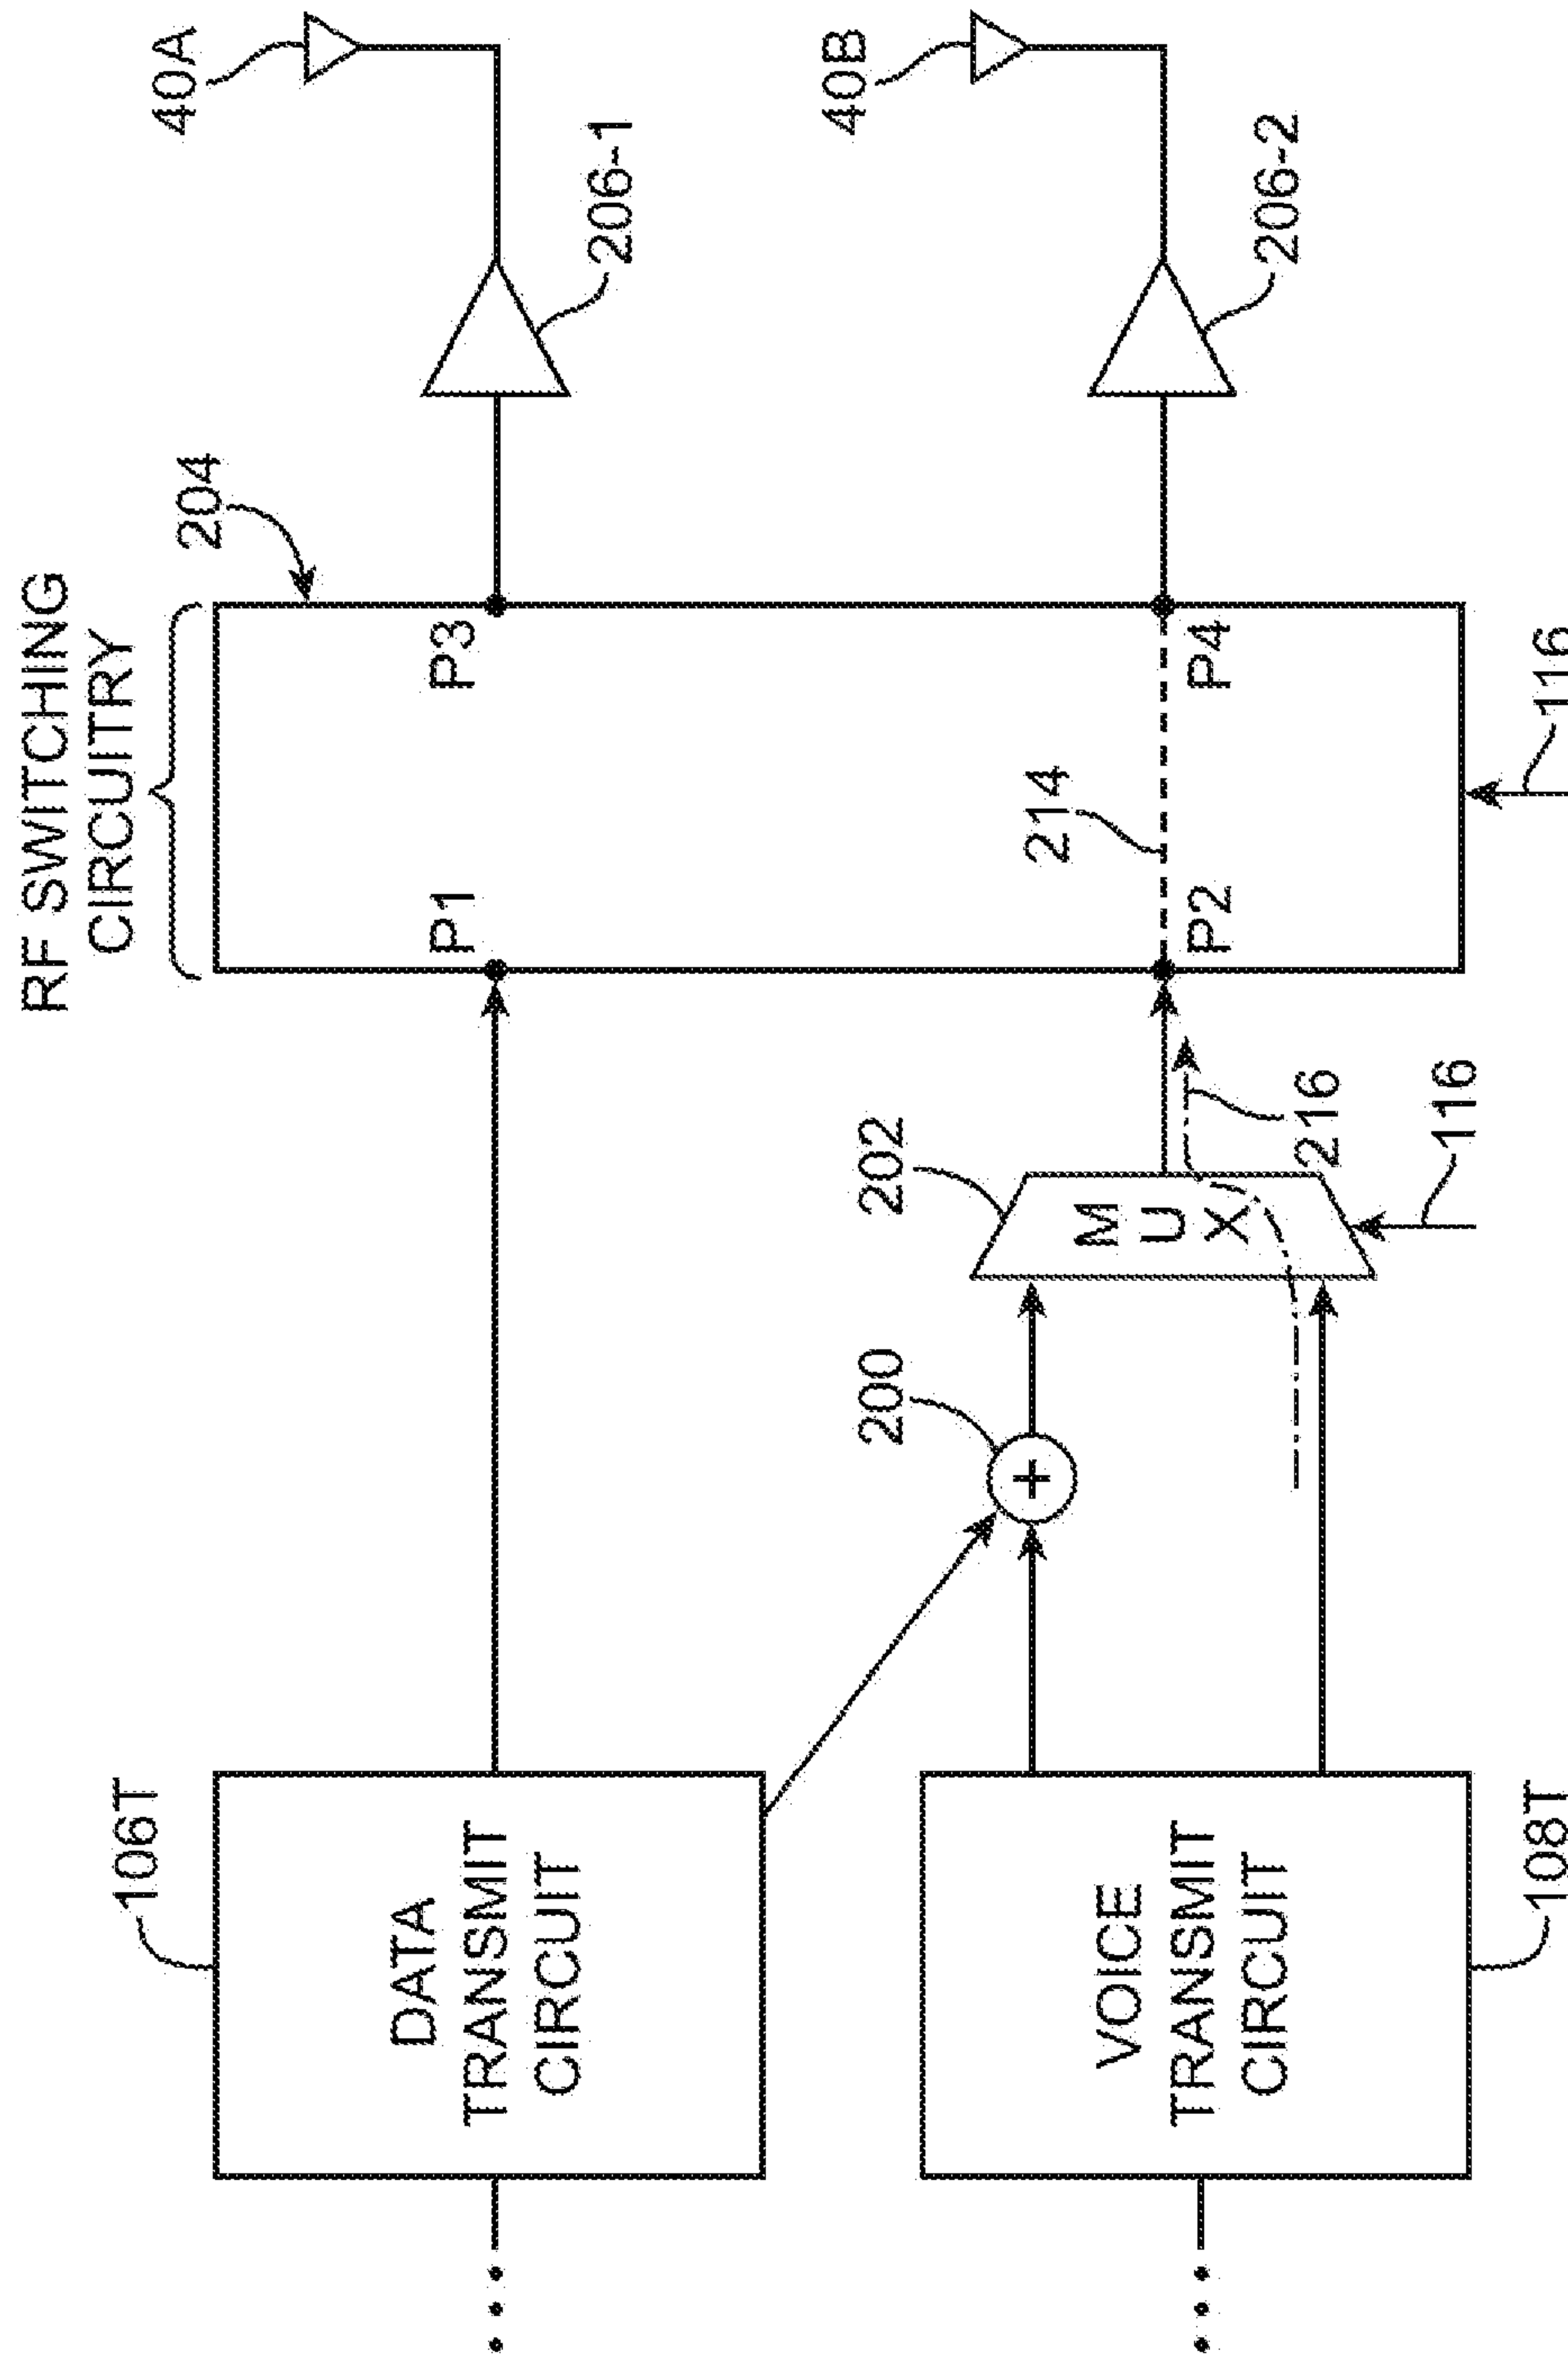 RF SWITCHING
CIRCUITRY
106T
DATA
TRANSMIT
CIRCUIT
P1
P3
204
206-1
40A
VOICE
TRANSMIT
CIRCUIT
108T
200
202
M
U
X
216
116
P2
214
P4
116
206-2
40B